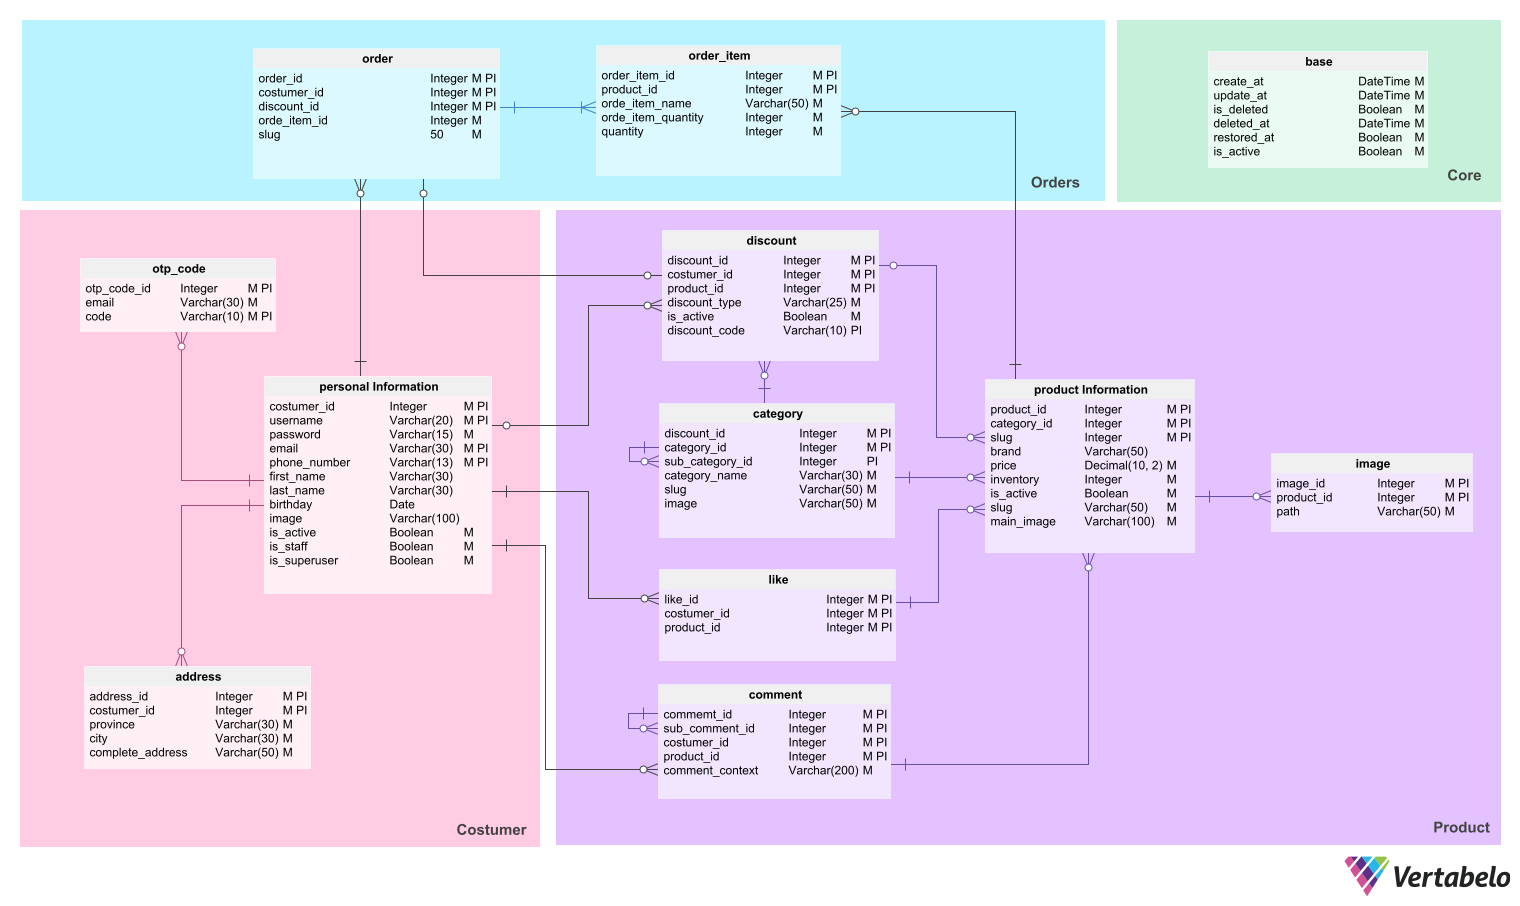 order
order_id Integer M PI
costumer_id Integer M PI
discount_id Integer M PI
orde_item_id Integer M
slug 50 M
order_item
order_item_id Integer M PI
product_id Integer M PI
orde_item_name Varchar(50) M
orde_item_quantity Integer M
quantity Integer M
Orders
base
create_at DateTime M
update_at DateTime M
is_deleted Boolean M
deleted_at DateTime M
restored_at Boolean M
is_active Boolean M
Core
otp_code
otp_code_id Integer M PI
email Varchar(30) M
code Varchar(10) M PI
personal Information
costumer_id Integer M PI
username Varchar(20) M PI
password Varchar(15) M
email Varchar(30) M PI
phone_number Varchar(13) M PI
first_name Varchar(30)
last_name Varchar(30)
birthday Date
image Varchar(100)
is_active Boolean M
is_staff Boolean M
is_superuser Boolean M
address
address_id Integer M PI
costumer_id Integer M PI
province Varchar(30) M
city Varchar(30) M
complete_address Varchar(50) M
Costumer
discount
discount_id Integer M PI
costumer_id Integer M PI
product_id Integer M PI
discount_type Varchar(25) M
is_active Boolean M
discount_code Varchar(10) PI
category
discount_id Integer M PI
category_id Integer M PI
sub_category_id Integer PI
category_name Varchar(30) M
slug Varchar(50) M
image Varchar(50) M
like
like_id Integer M PI
costumer_id Integer M PI
product_id Integer M PI
comment
commemt_id Integer M PI
sub_comment_id Integer M PI
costumer_id Integer M PI
product_id Integer M PI
comment_context Varchar(200) M
product Information
product_id Integer M PI
category_id Integer M PI
slug Integer M PI
brand Varchar(50)
price Decimal(10, 2) M
inventory Integer M
is_active Boolean M
slug Varchar(50) M
main_image Varchar(100) M
image
image_id Integer M PI
product_id Integer M PI
path Varchar(50) M
Product
Vertabelo